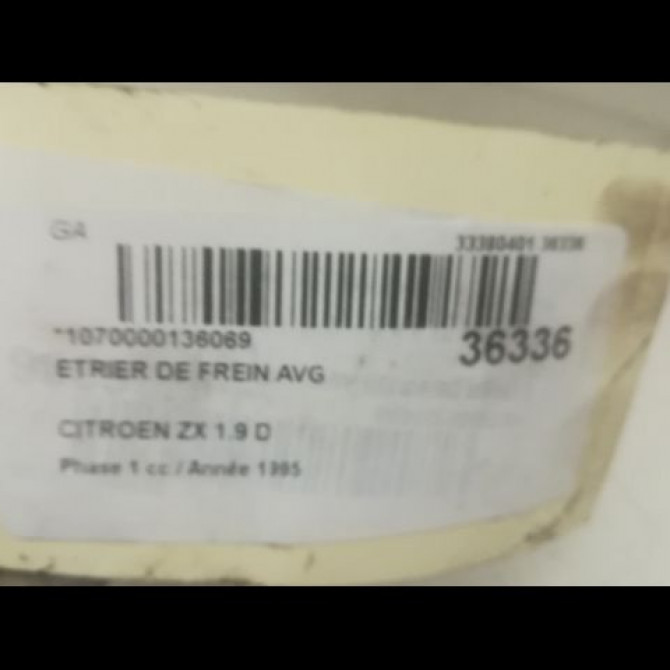 GA
33380401 36336
*1070000136069
36336
ETRIER DE FREIN AVG
CITROEN ZX 1.9 D
Phase 1 cc / Année 1995